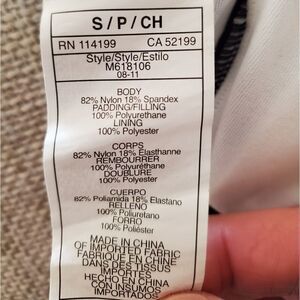 S / P / CH
RN 114199 CA 52199
Style/Style/Estilo
M618106
08-11
BODY
82% Nylon 18% Spandex
PADDING/FILLING
100% Polyurethane
LINING
100% Polyester
CORPS
82% Nylon 18% Elasthanne
REMBOURRER
100% Polyurethane
DOUBLURE
100% Polyester
CUERPO
82% Poliamida 18% Elastano
RELLENO
100% Poliuretano
FORRO
100% Poliéster
MADE IN CHINA
OF IMPORTED FABRIC
FABRIQUÉ EN CHINE
DANS DES TISSUS
IMPORTÉS
HECHO EN CHINA
CON INSUMOS
IMPORTADOS